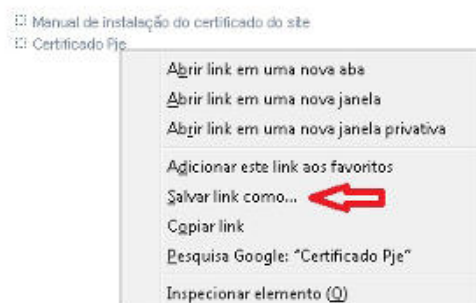 Manual de instalação do certificado do site
Certificado Pje
Abrir link em uma nova aba
Abrir link em uma nova janela
Abrir link em uma nova janela privativa
Adicionar este link aos favoritos
Salvar link como...
Copiar link
Pesquisa Google: "Certificado Pje"
Inspecionar elemento (Q)